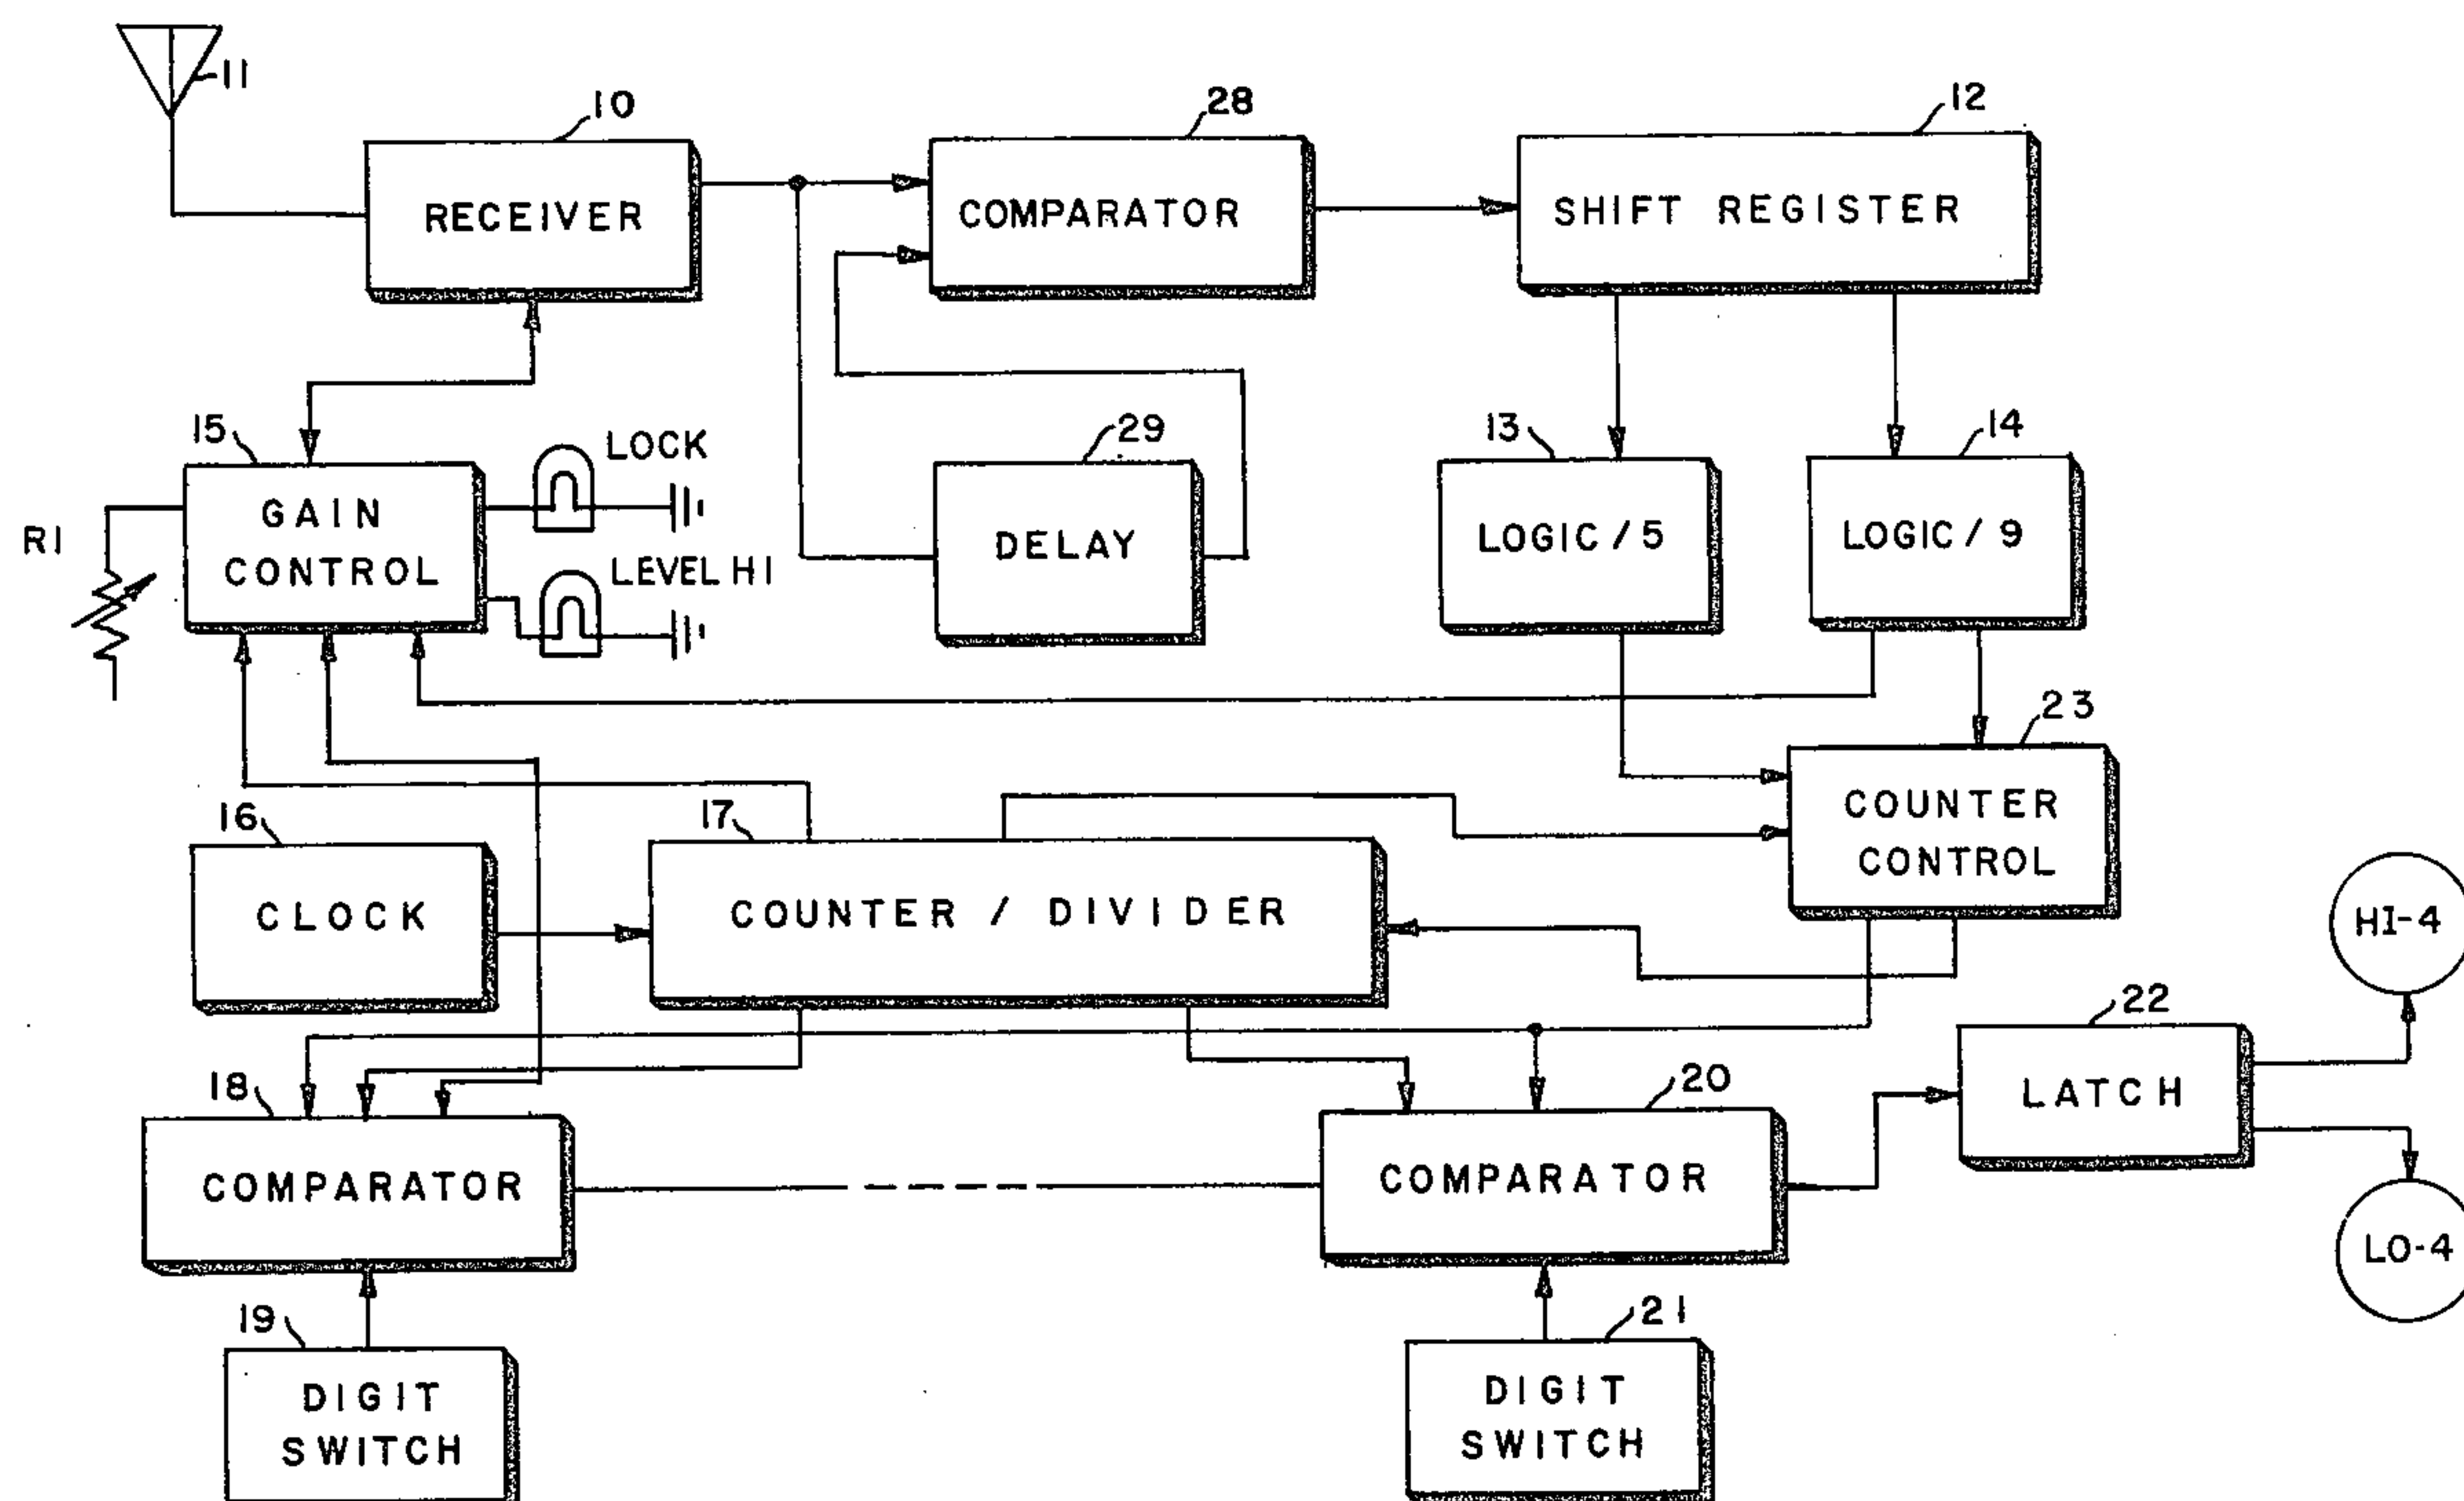 11
10
28
12
RECEIVER
COMPARATOR
SHIFT REGISTER
15
LOCK
29
13
14
R1
GAIN
CONTROL
LEVEL HI
DELAY
LOGIC/5
LOGIC/9
23
16
17
COUNTER
CONTROL
CLOCK
COUNTER / DIVIDER
HI-4
22
18
20
LATCH
COMPARATOR
COMPARATOR
LO-4
19
21
DIGIT
SWITCH
DIGIT
SWITCH